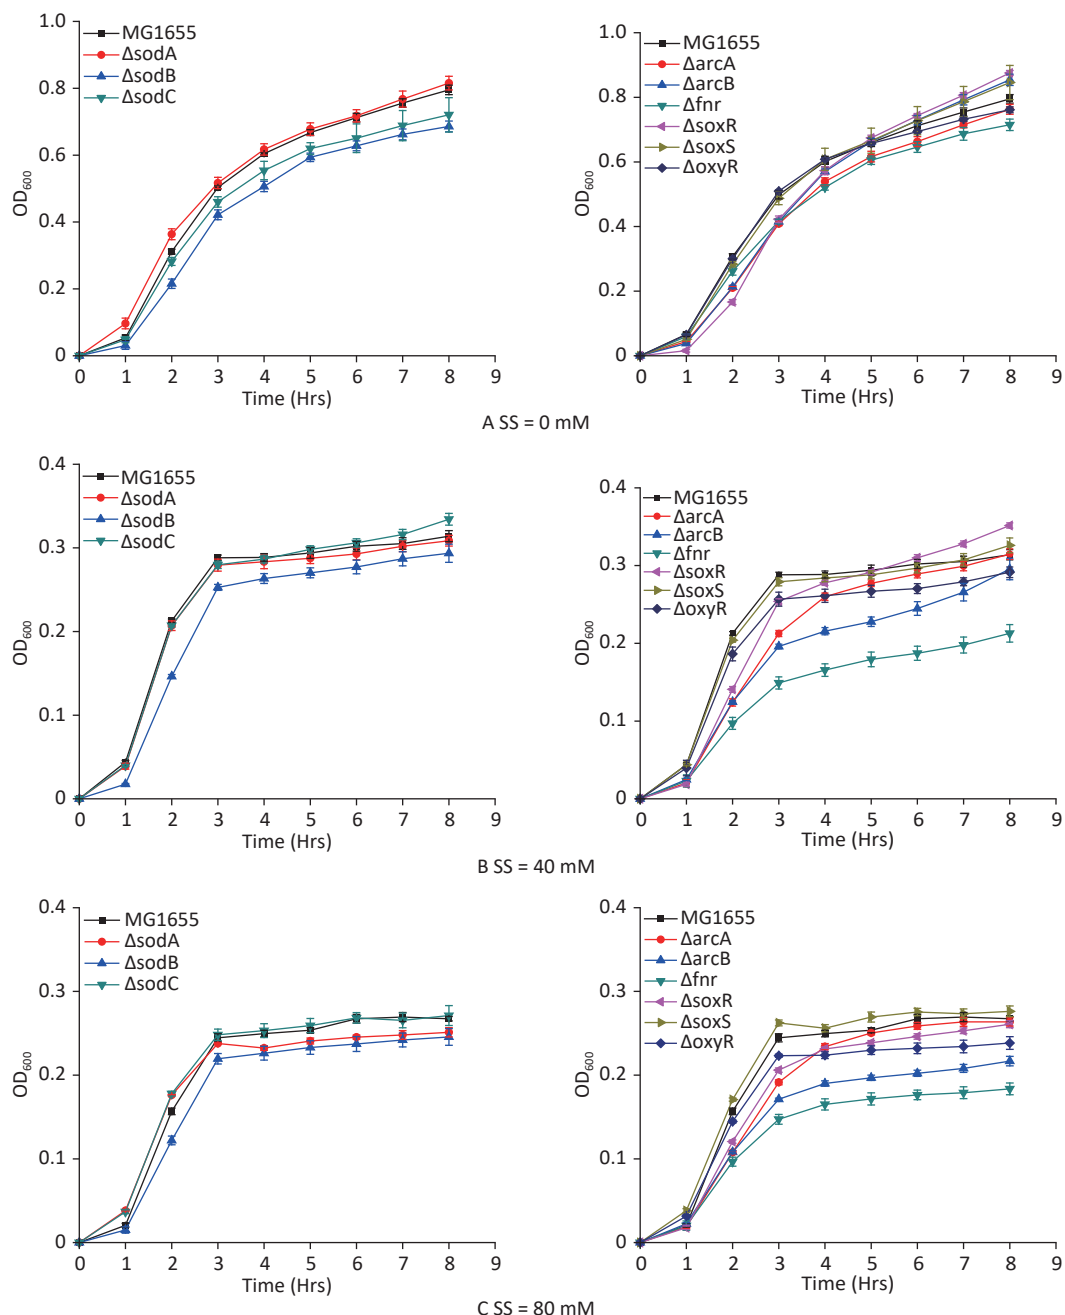 1.0
0.8
0.6
0.4
0.2
0
OD600
MG1655
ΔsodA
ΔsodB
ΔsodC
0 1 2 3 4 5 6 7 8 9
Time (Hrs)
1.0
0.8
0.6
0.4
0.2
0
OD600
MG1655
ΔarcA
ΔarcB
Δfnr
ΔsoxR
ΔsoxS
ΔoxyR
0 1 2 3 4 5 6 7 8 9
Time (Hrs)
A SS = 0 mM
0.4
0.3
0.2
0.1
0
OD600
MG1655
ΔsodA
ΔsodB
ΔsodC
0 1 2 3 4 5 6 7 8 9
Time (Hrs)
0.4
0.3
0.2
0.1
0
OD600
MG1655
ΔarcA
ΔarcB
Δfnr
ΔsoxR
ΔsoxS
ΔoxyR
0 1 2 3 4 5 6 7 8 9
Time (Hrs)
B SS = 40 mM
0.4
0.3
0.2
0.1
0
OD600
MG1655
ΔsodA
ΔsodB
ΔsodC
0 1 2 3 4 5 6 7 8 9
Time (Hrs)
0.4
0.3
0.2
0.1
0
OD600
MG1655
ΔarcA
ΔarcB
Δfnr
ΔsoxR
ΔsoxS
ΔoxyR
0 1 2 3 4 5 6 7 8 9
Time (Hrs)
C SS = 80 mM